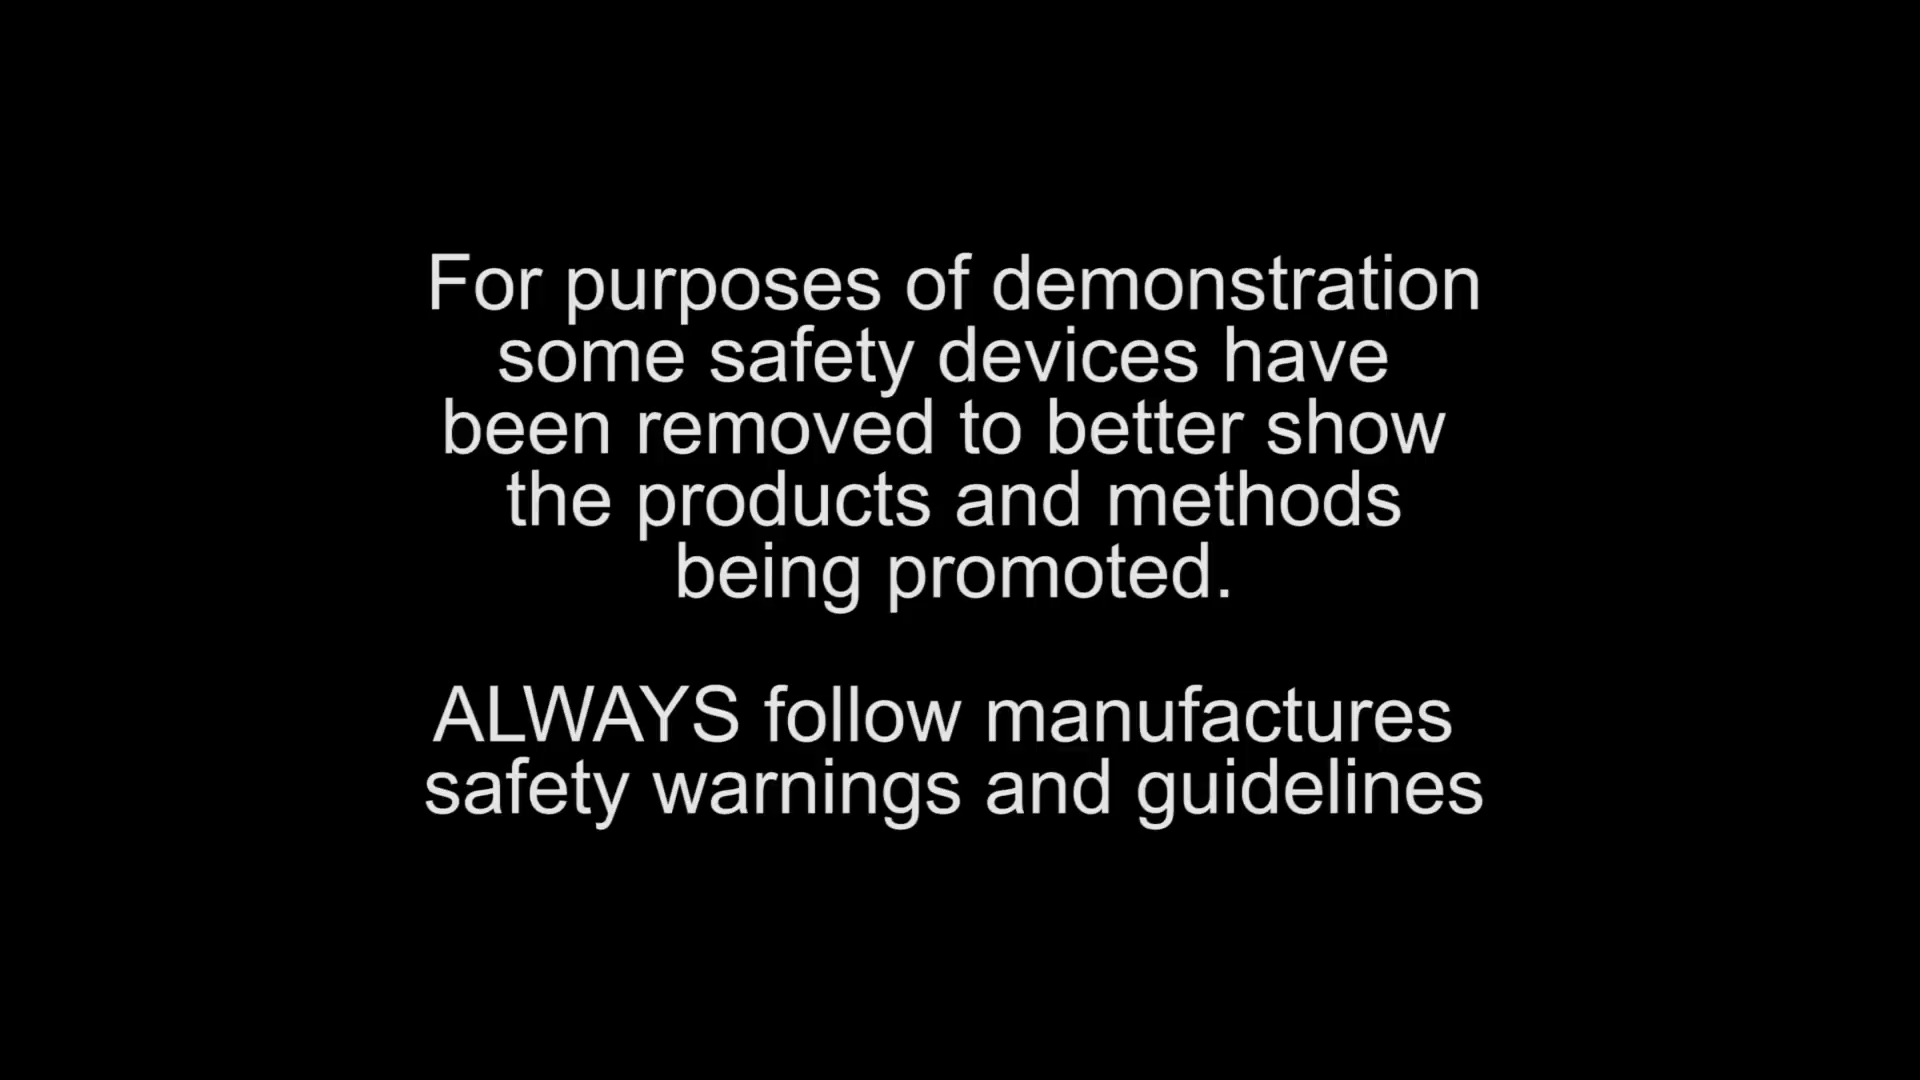 For purposes of demonstration
some safety devices have
been removed to better show
the products and methods
being promoted.
ALWAYS follow manufactures
safety warnings and guidelines